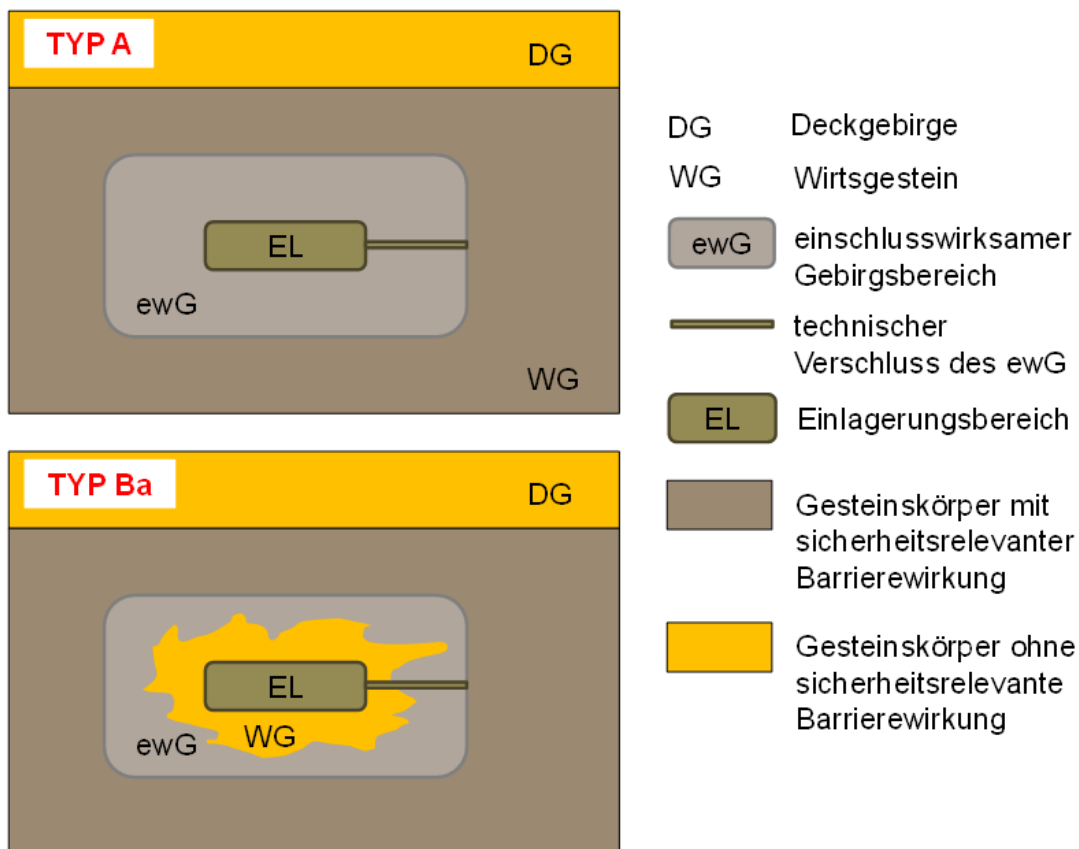 TYP A
DG
EL
ewG
WG
TYP Ba
DG
EL
WG
ewG
DG Deckgebirge
WG Wirtsgestein
ewG einschlusswirksamer
Gebirgsbereich
technischer
Verschluss des ewG
EL Einlagerungsbereich
Gesteinskörper mit
sicherheitsrelevanter
Barrierewirkung
Gesteinskörper ohne
sicherheitsrelevante
Barrierewirkung